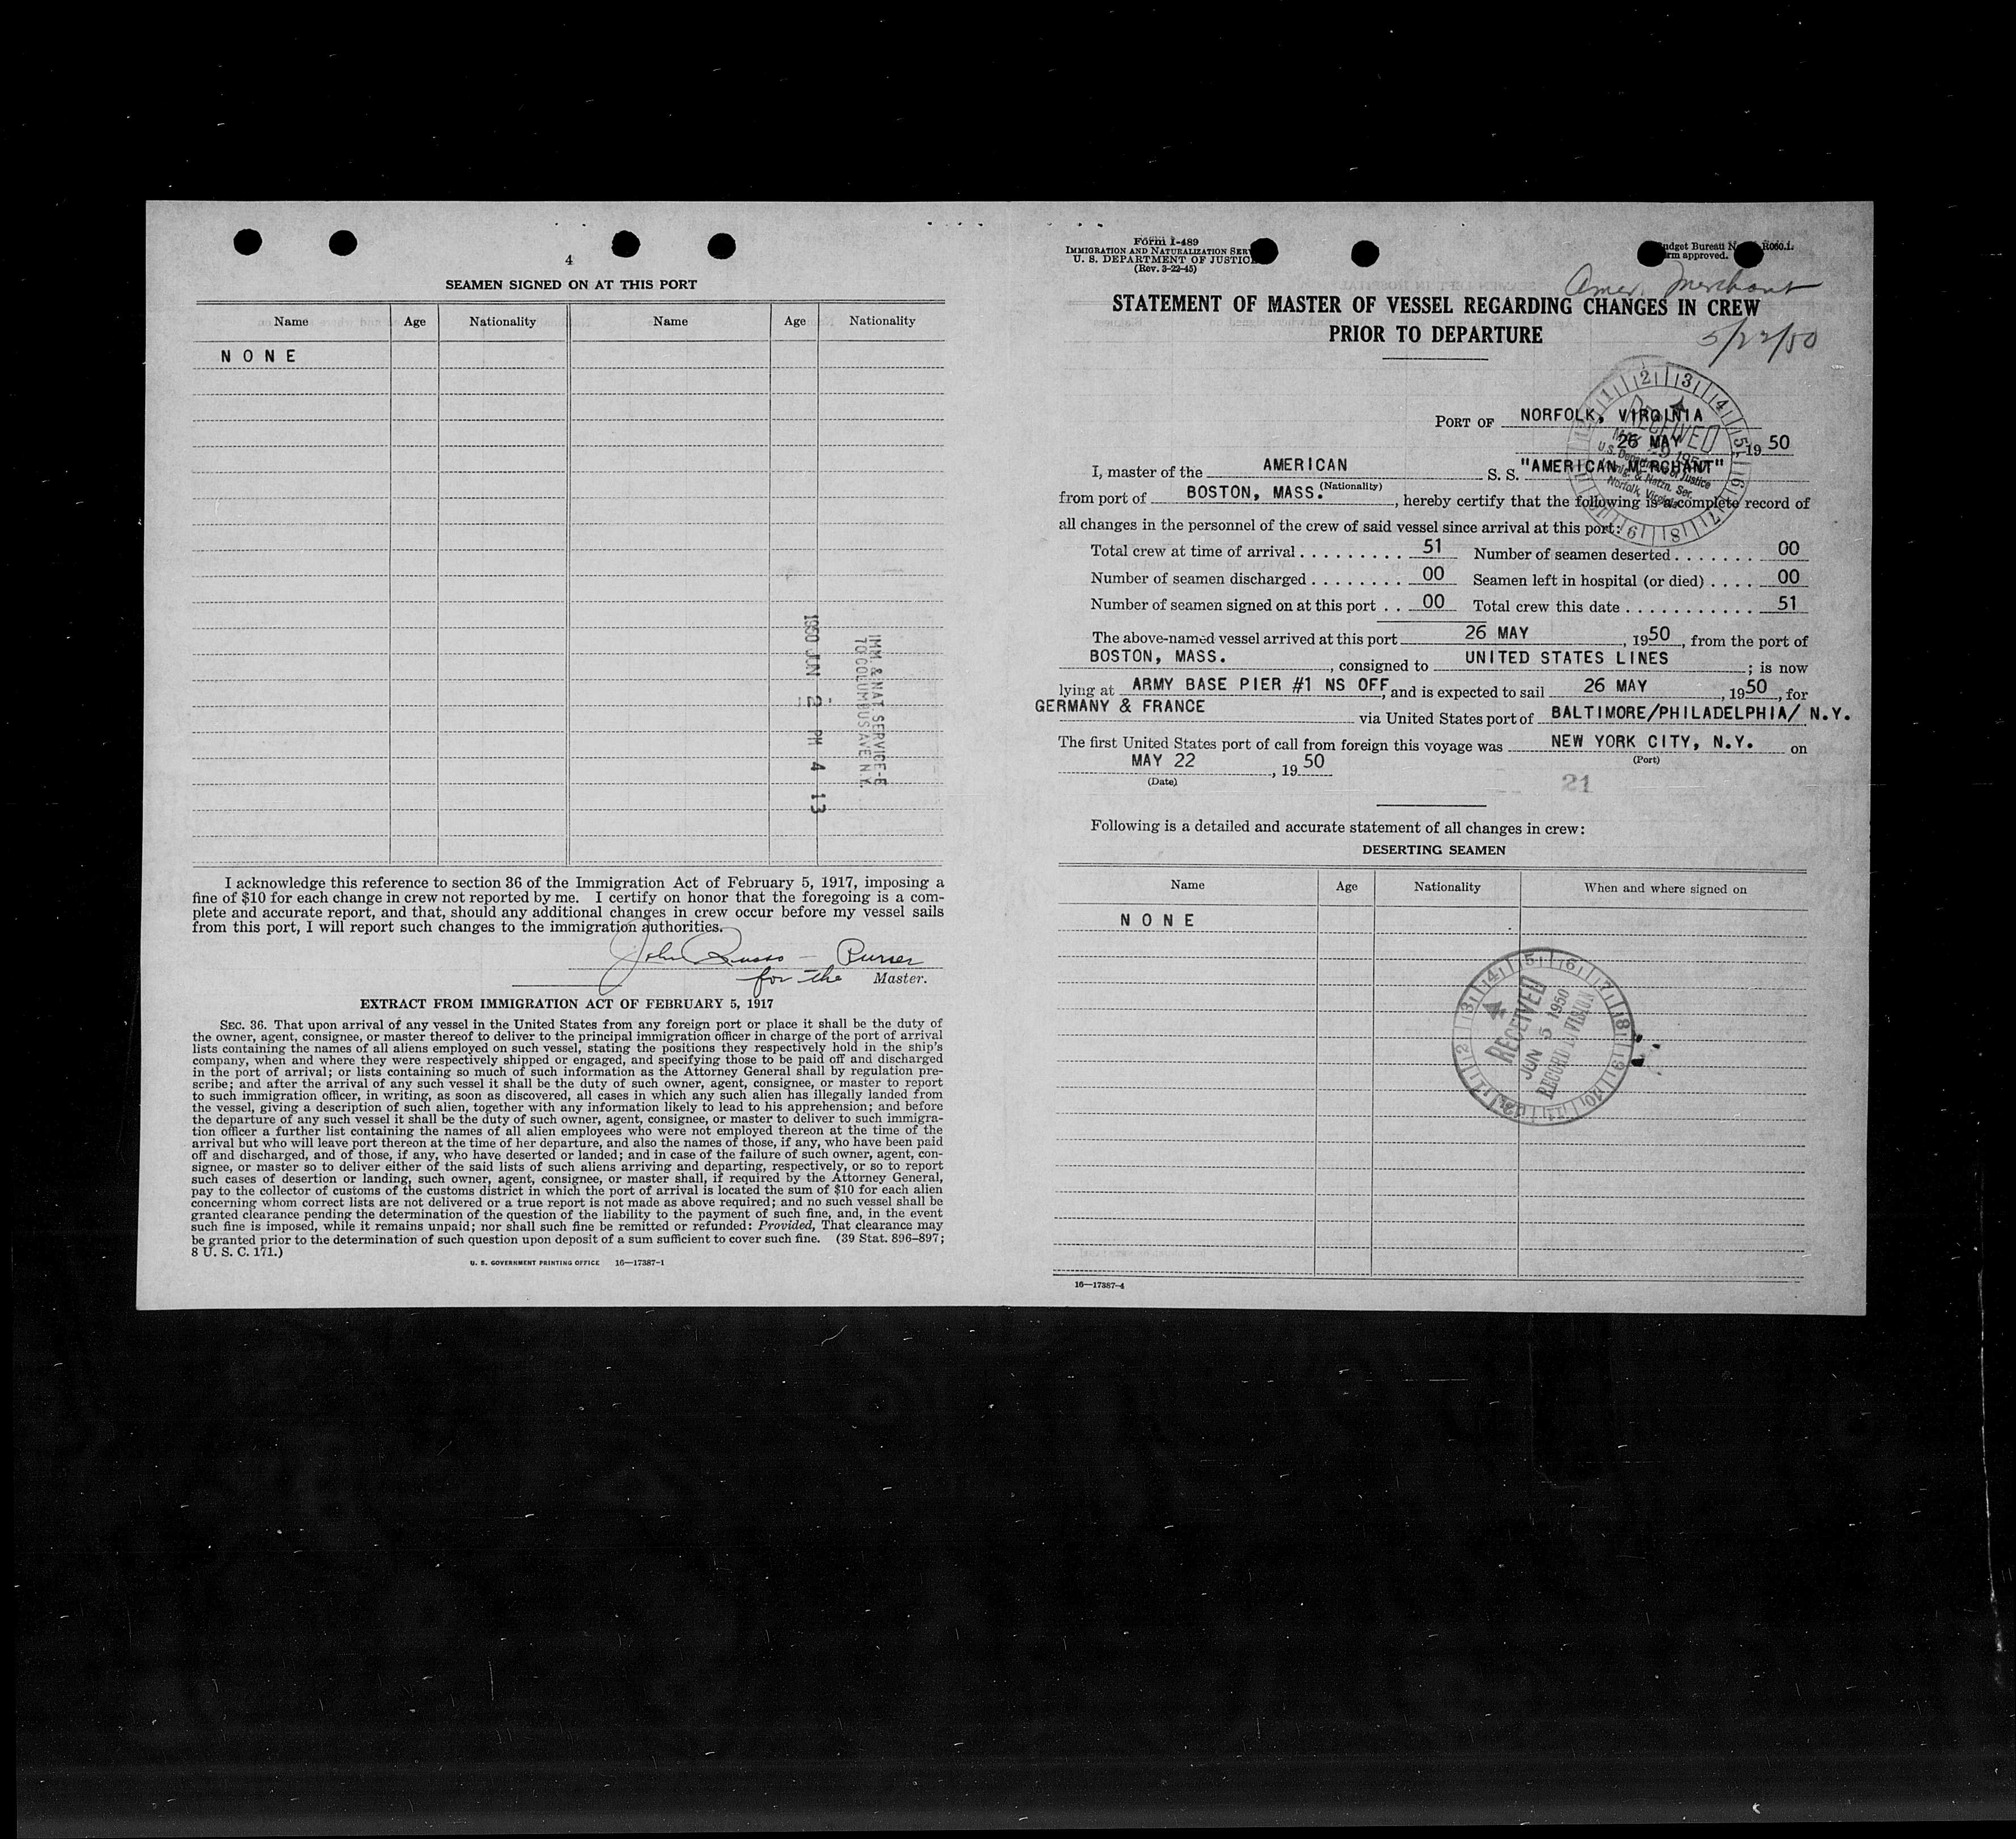 4
SEAMEN SIGNED ON AT THIS PORT
Name Age Nationality Name Age Nationality
N O N E
IMM. & NAT. SERVICE-E
70 COLUMBUS AVE N.Y.
1950 JUN 2 PM 4 13
I acknowledge this reference to section 36 of the Immigration Act of February 5, 1917, imposing a
fine of $10 for each change in crew not reported by me. I certify on honor that the foregoing is a com-
plete and accurate report, and that, should any additional changes in crew occur before my vessel sails
from this port, I will report such changes to the immigration authorities.
John Russo — Purser
for the Master.
EXTRACT FROM IMMIGRATION ACT OF FEBRUARY 5, 1917
SEC. 36. That upon arrival of any vessel in the United States from any foreign port or place it shall be the duty of
the owner, agent, consignee, or master thereof to deliver to the principal immigration officer in charge of the port of arrival
lists containing the names of all aliens employed on such vessel, stating the positions they respectively hold in the ship's
company, when and where they were respectively shipped or engaged, and specifying those to be paid off and discharged
in the port of arrival; or lists containing so much of such information as the Attorney General shall by regulation pre-
scribe; and after the arrival of any such vessel it shall be the duty of such owner, agent, consignee, or master to report
to such immigration officer, in writing, as soon as discovered, all cases in which any such alien has illegally landed from
the vessel, giving a description of such alien, together with any information likely to lead to his apprehension; and before
the departure of any such vessel it shall be the duty of such owner, agent, consignee, or master to deliver to such immigra-
tion officer a further list containing the names of all alien employees who were not employed thereon at the time of the
arrival but who will leave port thereon at the time of her departure, and also the names of those, if any, who have been paid
off and discharged, and of those, if any, who have deserted or landed; and in case of the failure of such owner, agent, con-
signee, or master so to deliver either of the said lists of such aliens arriving and departing, respectively, or so to report
such cases of desertion or landing, such owner, agent, consignee, or master shall, if required by the Attorney General,
pay to the collector of customs of the customs district in which the port of arrival is located the sum of $10 for each alien
concerning whom correct lists are not delivered or a true report is not made as above required; and no such vessel shall be
granted clearance pending the determination of the question of the liability to the payment of such fine, and, in the event
such fine is imposed, while it remains unpaid; nor shall such fine be remitted or refunded: Provided, That clearance may
be granted prior to the determination of such question upon deposit of a sum sufficient to cover such fine. (39 Stat. 896–897;
8 U. S. C. 171.)
U. S. GOVERNMENT PRINTING OFFICE 16—17387-1
Form I-489
IMMIGRATION AND NATURALIZATION SER
U. S. DEPARTMENT OF JUSTIC
(Rev. 3-22-45)
udget Bureau N R060.1.
rm approved.
Amer. Merchant
STATEMENT OF MASTER OF VESSEL REGARDING CHANGES IN CREW
PRIOR TO DEPARTURE
5/22/50
PORT OF NORFOLK, VIRGINIA
26 MAY 19 50
RECEIVED
U.S. Department of Justice
Norfolk, Virginia
I, master of the AMERICAN S. S. "AMERICAN MERCHANT"
(Nationality)
from port of BOSTON, MASS., hereby certify that the following is a complete record of
all changes in the personnel of the crew of said vessel since arrival at this port:
Total crew at time of arrival . . . . . . . . . 51 Number of seamen deserted . . . . . . . 00
Number of seamen discharged . . . . . . . . 00 Seamen left in hospital (or died) . . . . 00
Number of seamen signed on at this port . . 00 Total crew this date . . . . . . . . . . . 51
The above-named vessel arrived at this port 26 MAY, 1950, from the port of
BOSTON, MASS., consigned to UNITED STATES LINES; is now
lying at ARMY BASE PIER #1 NS OFF, and is expected to sail 26 MAY, 1950, for
GERMANY & FRANCE via United States port of BALTIMORE/PHILADELPHIA/ N.Y.
The first United States port of call from foreign this voyage was NEW YORK CITY, N.Y. on
(Port)
MAY 22, 19 50
(Date)
21
Following is a detailed and accurate statement of all changes in crew:
DESERTING SEAMEN
Name Age Nationality When and where signed on
N O N E
RECEIVED
JUN 5 1950
RECORD DIVISION
16—17387-4